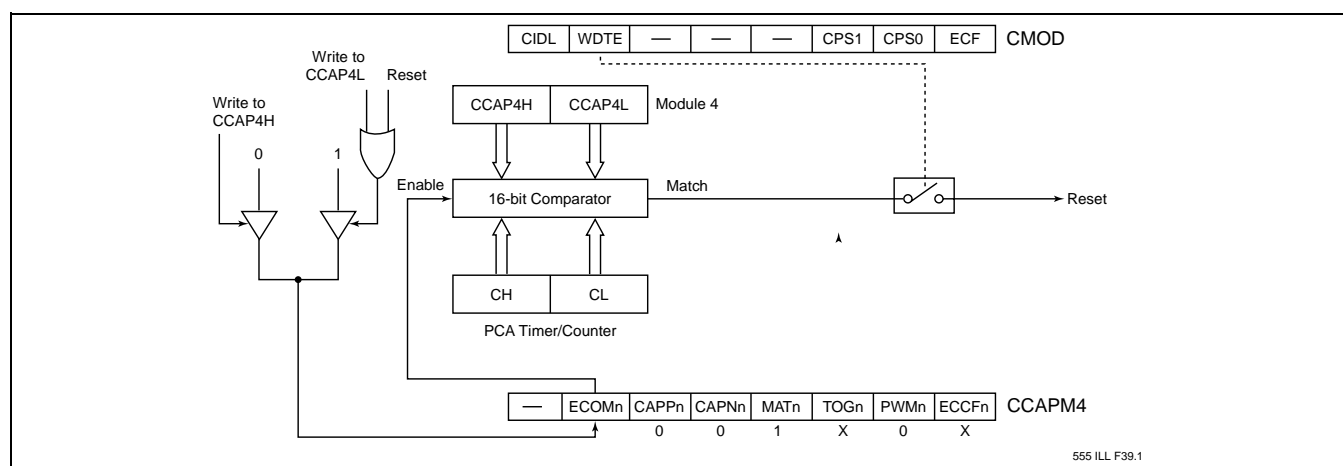 CIDL WDTE — — — CPS1 CPS0 ECF CMOD
Write to
CCAP4L Reset
Write to
CCAP4H
CCAP4H CCAP4L Module 4
0 1
Enable
16-bit Comparator
Match
Reset
CH CL
PCA Timer/Counter
— ECOMn CAPPn CAPNn MATn TOGn PWMn ECCFn CCAPM4
0 0 1 X 0 X
555 ILL F39.1